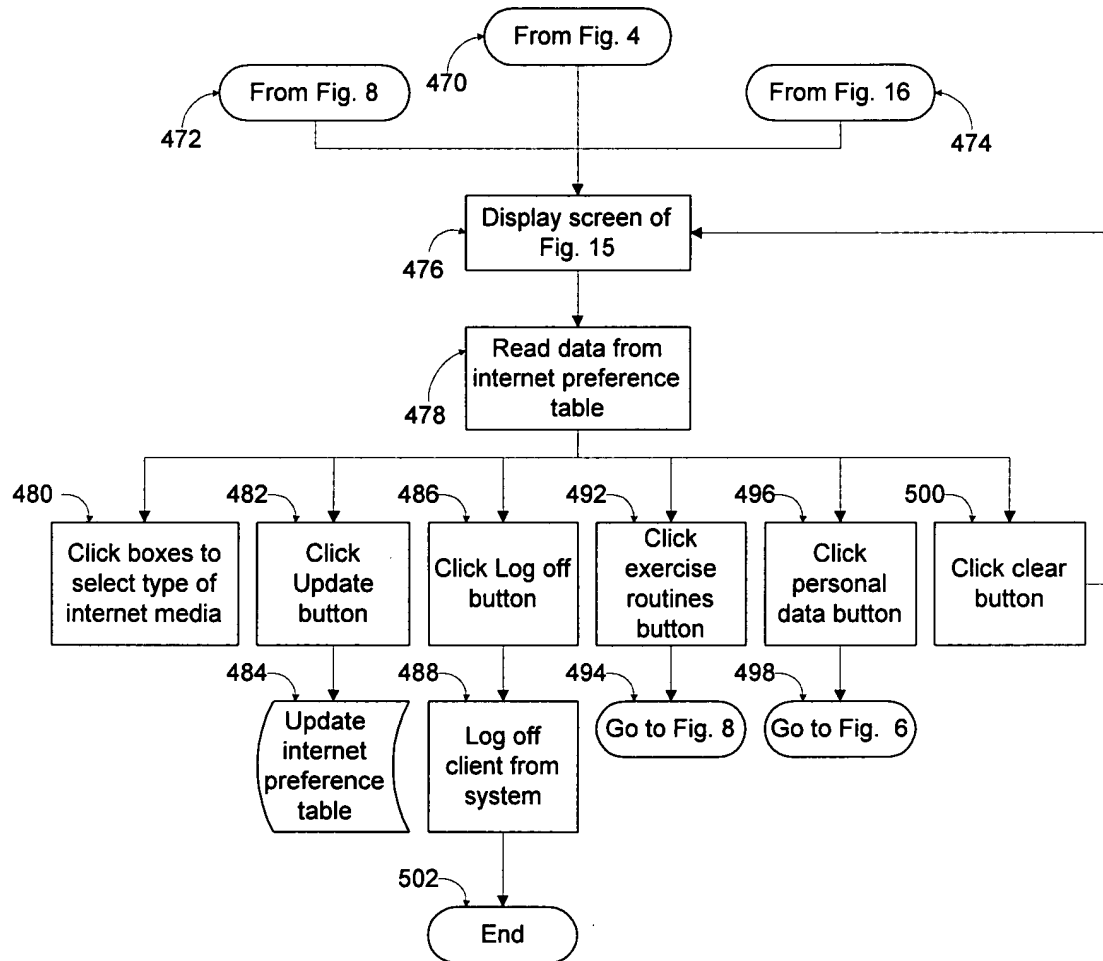 From Fig. 4
470
From Fig. 8
472
From Fig. 16
474
Display screen of
Fig. 15
476
Read data from
internet preference
table
478
480
482
486
492
496
500
Click boxes to
select type of
internet media
Click
Update
button
Click Log off
button
Click
exercise
routines
button
Click
personal
data button
Click clear
button
484
488
494
498
Update
internet
preference
table
Log off
client from
system
Go to Fig. 8
Go to Fig. 6
502
End